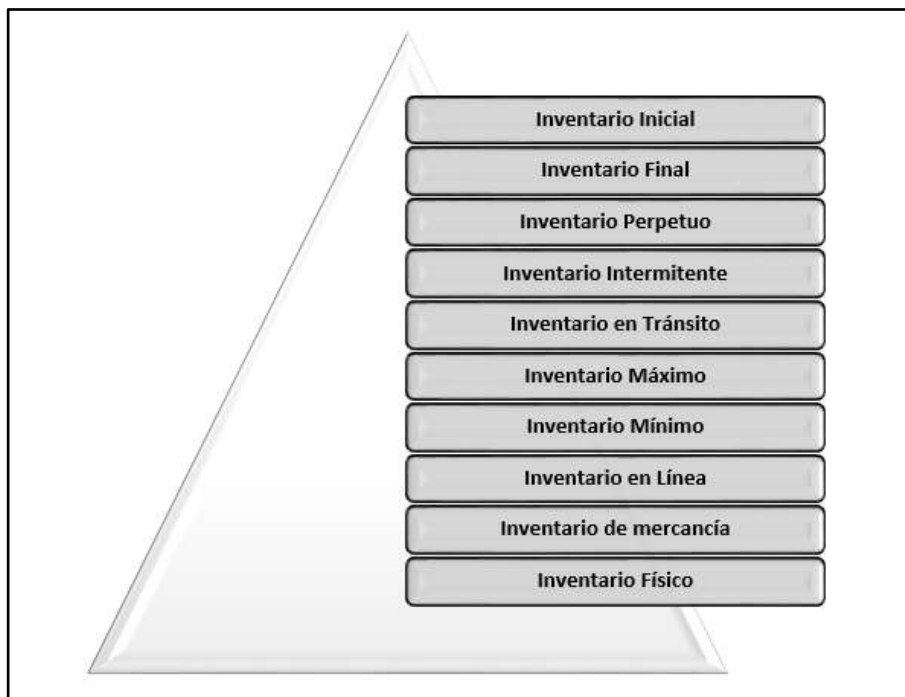 Inventario Inicial
Inventario Final
Inventario Perpetuo
Inventario Intermitente
Inventario en Tránsito
Inventario Máximo
Inventario Mínimo
Inventario en Línea
Inventario de mercancía
Inventario Físico